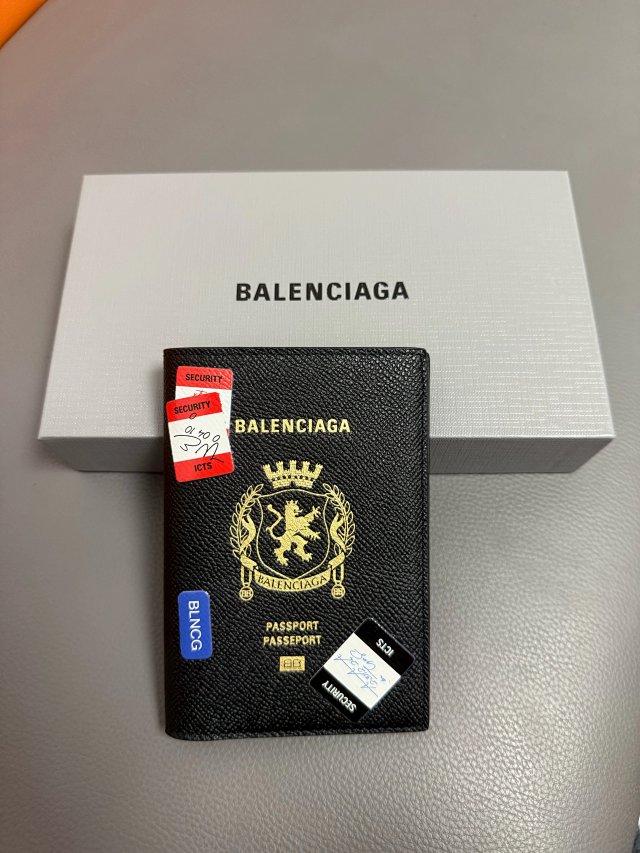 BALENCIAGA
SECURITY
SECURITY
ICTS
BALENCIAGA
BALENCIAGA
PASSPORT
PASSEPORT
BLNCG
ICTS
SECURITY